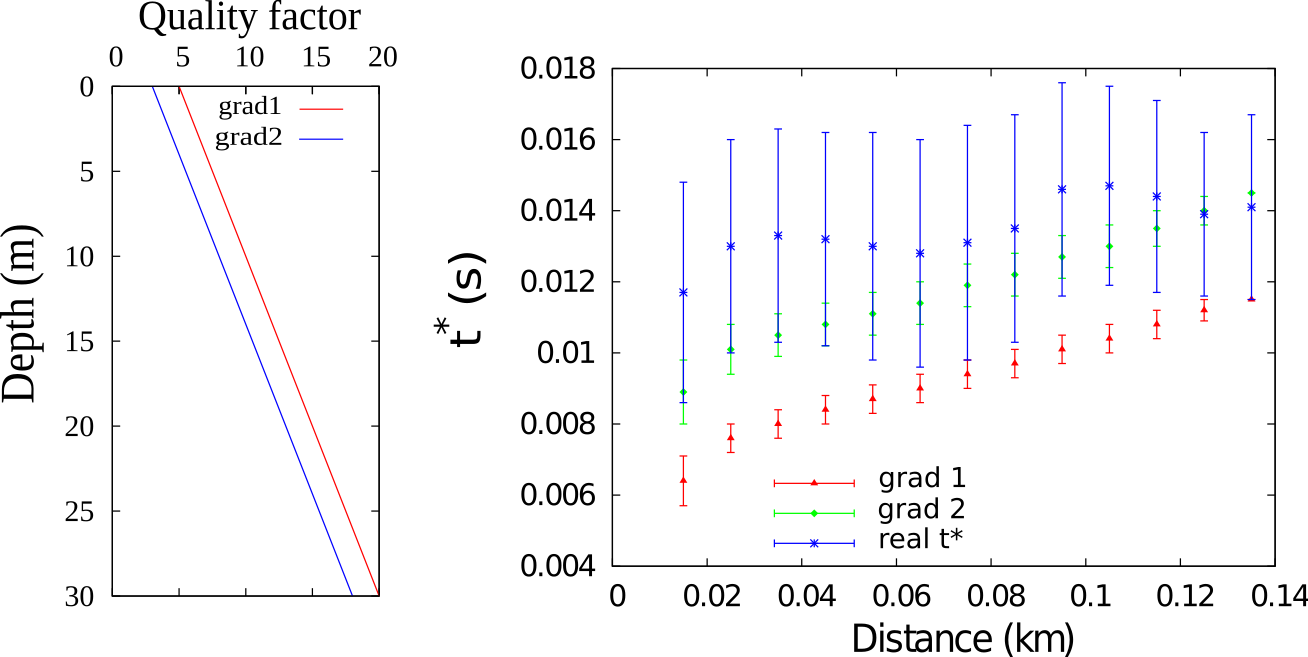 Quality factor
0 5 10 15 20
Depth (m)
0
5
10
15
20
25
30
grad1
grad2
t* (s)
0.018
0.016
0.014
0.012
0.01
0.008
0.006
0.004
grad 1
grad 2
real t*
0 0.02 0.04 0.06 0.08 0.1 0.12 0.14
Distance (km)